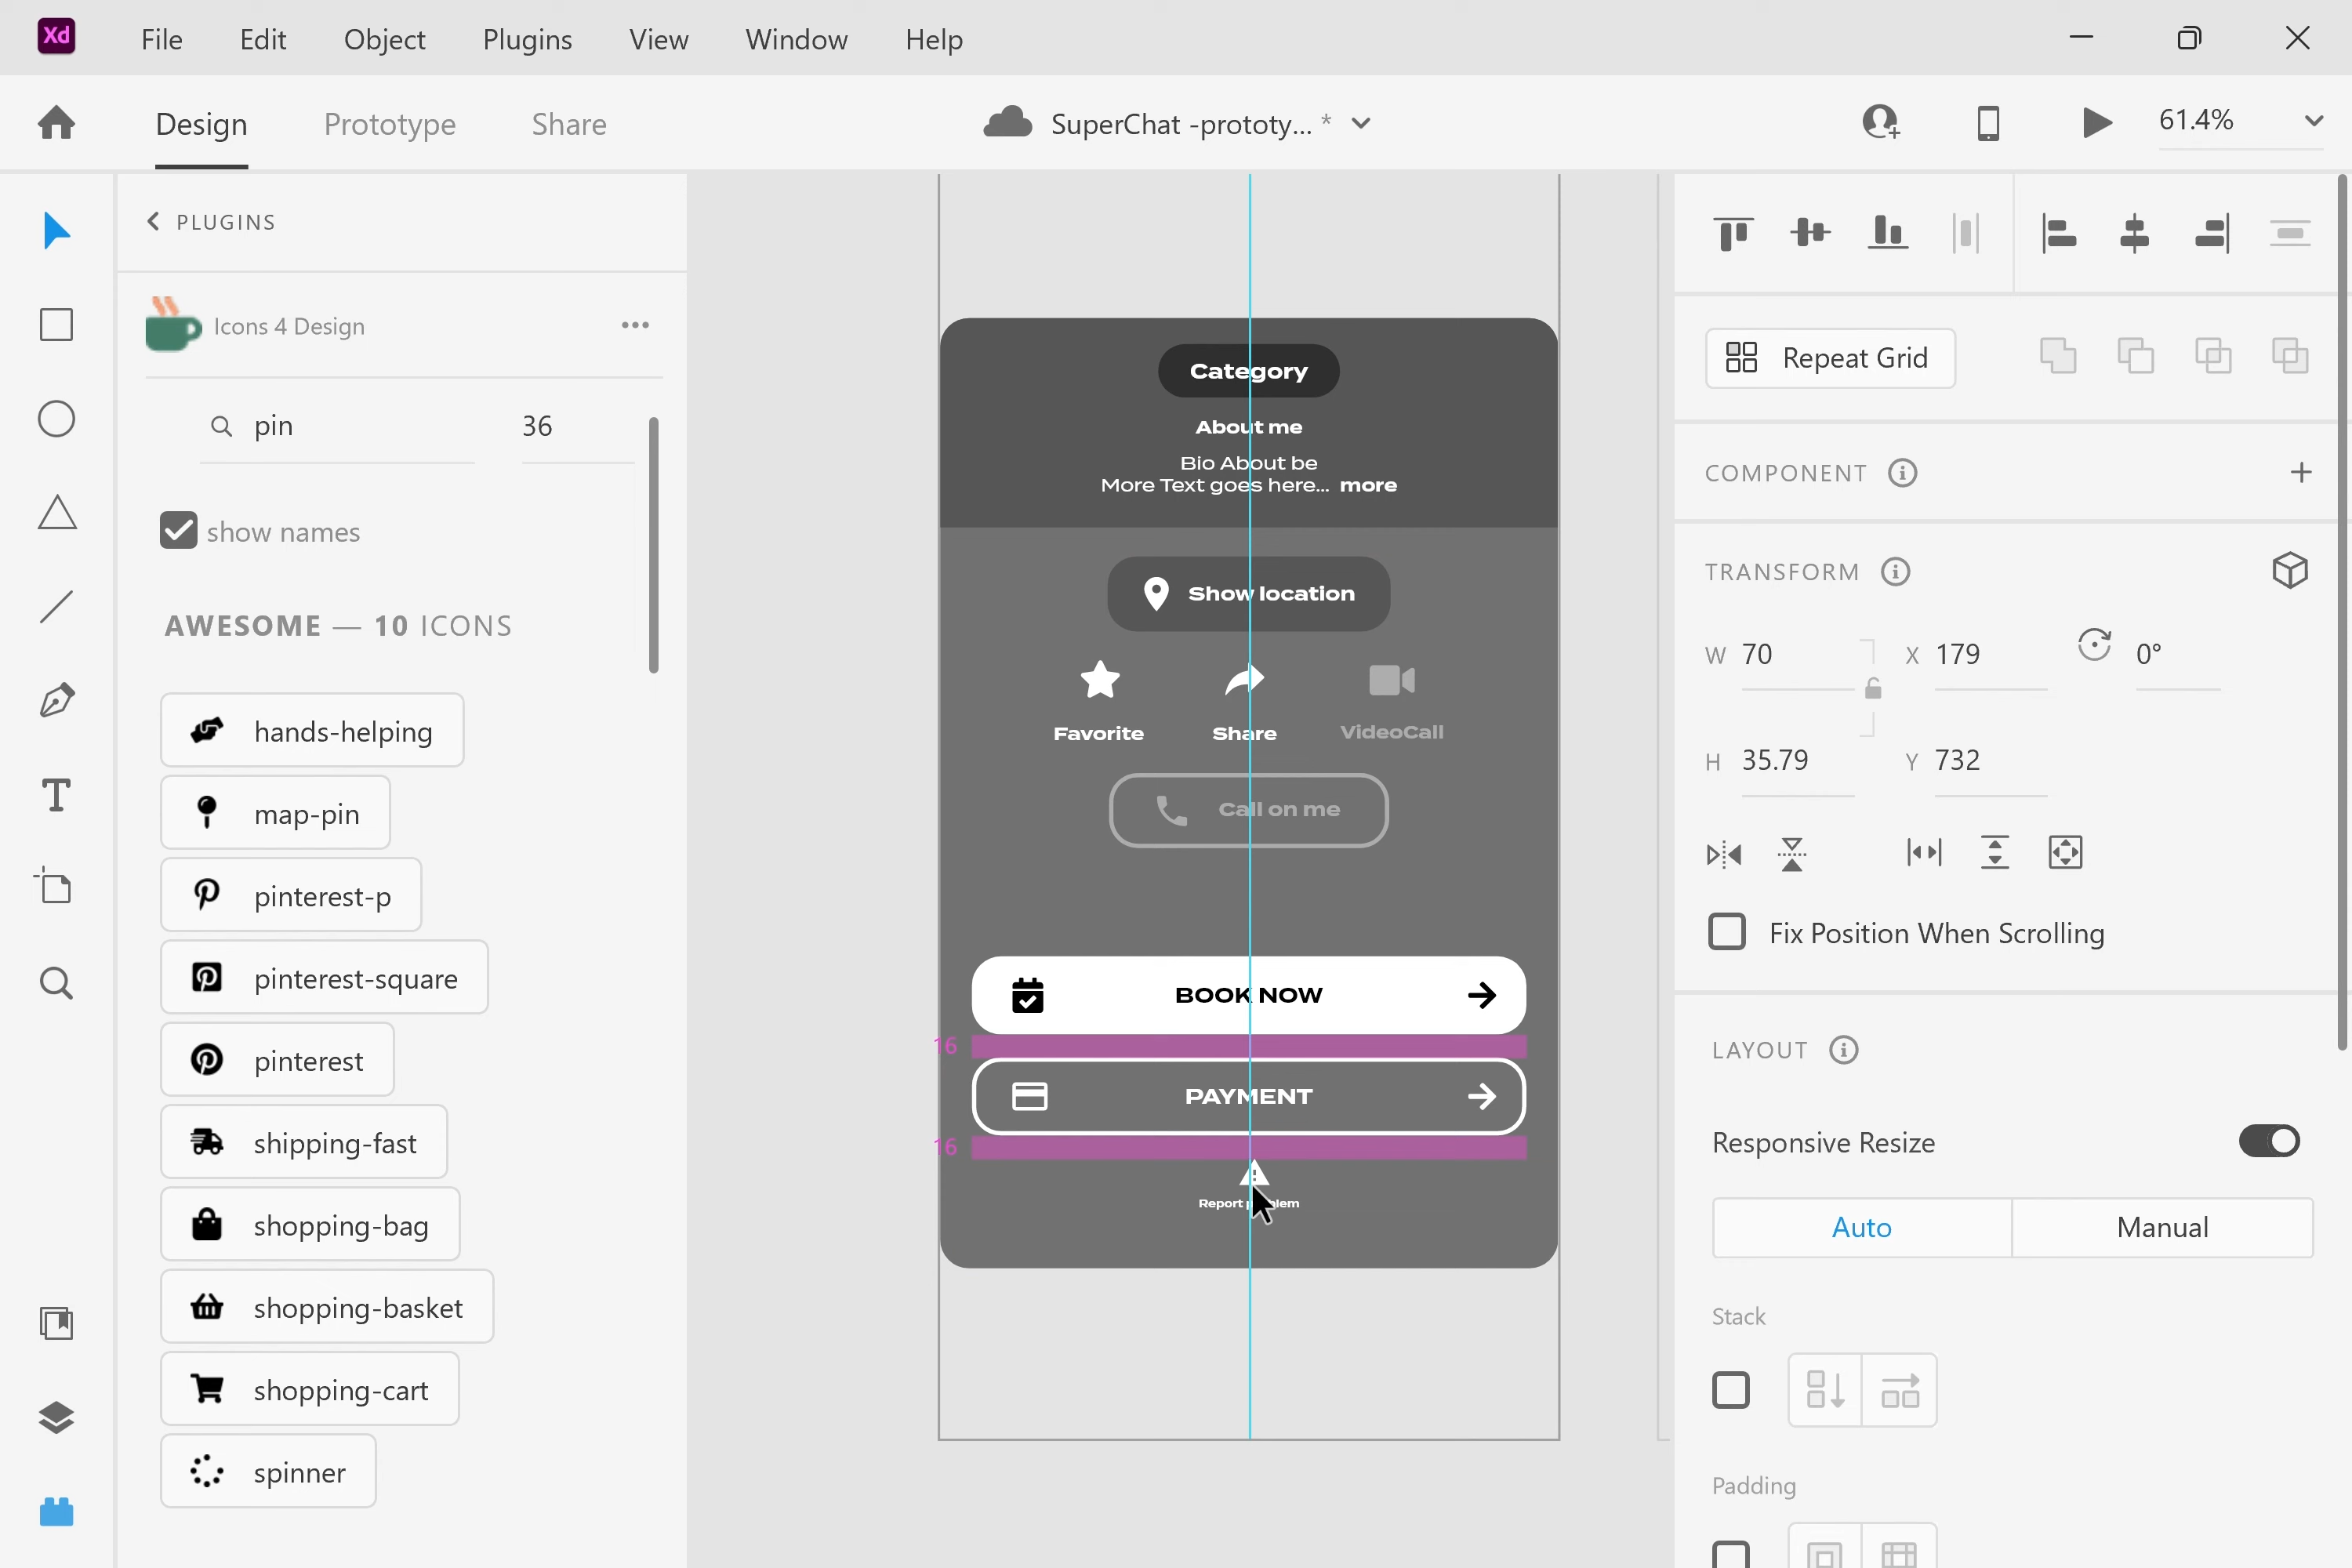 Xd File Edit Object Plugins View Window Help
Design Prototype Share SuperChat -prototy... * 61.4%
PLUGINS
Icons 4 Design
pin 36
show names
AWESOME — 10 ICONS
hands-helping
map-pin
pinterest-p
pinterest-square
pinterest
shipping-fast
shopping-bag
shopping-basket
shopping-cart
spinner
Category
About me
Bio About be
More Text goes here... more
Show location
Favorite Share VideoCall
Call on me
BOOK NOW
16
PAYMENT
16
Report
Repeat Grid
COMPONENT
TRANSFORM
W 70 X 179 0°
H 35.79 Y 732
Fix Position When Scrolling
LAYOUT
Responsive Resize
Auto Manual
Stack
Padding